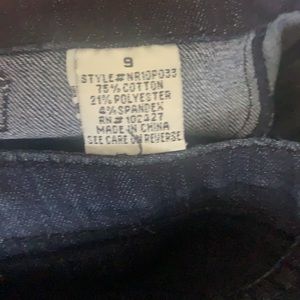 9
STYLE#NR10P033
75% COTTON
21% POLYESTER
4% SPANDEX
RN# 102427
MADE IN CHINA
SEE CARE ON REVERSE